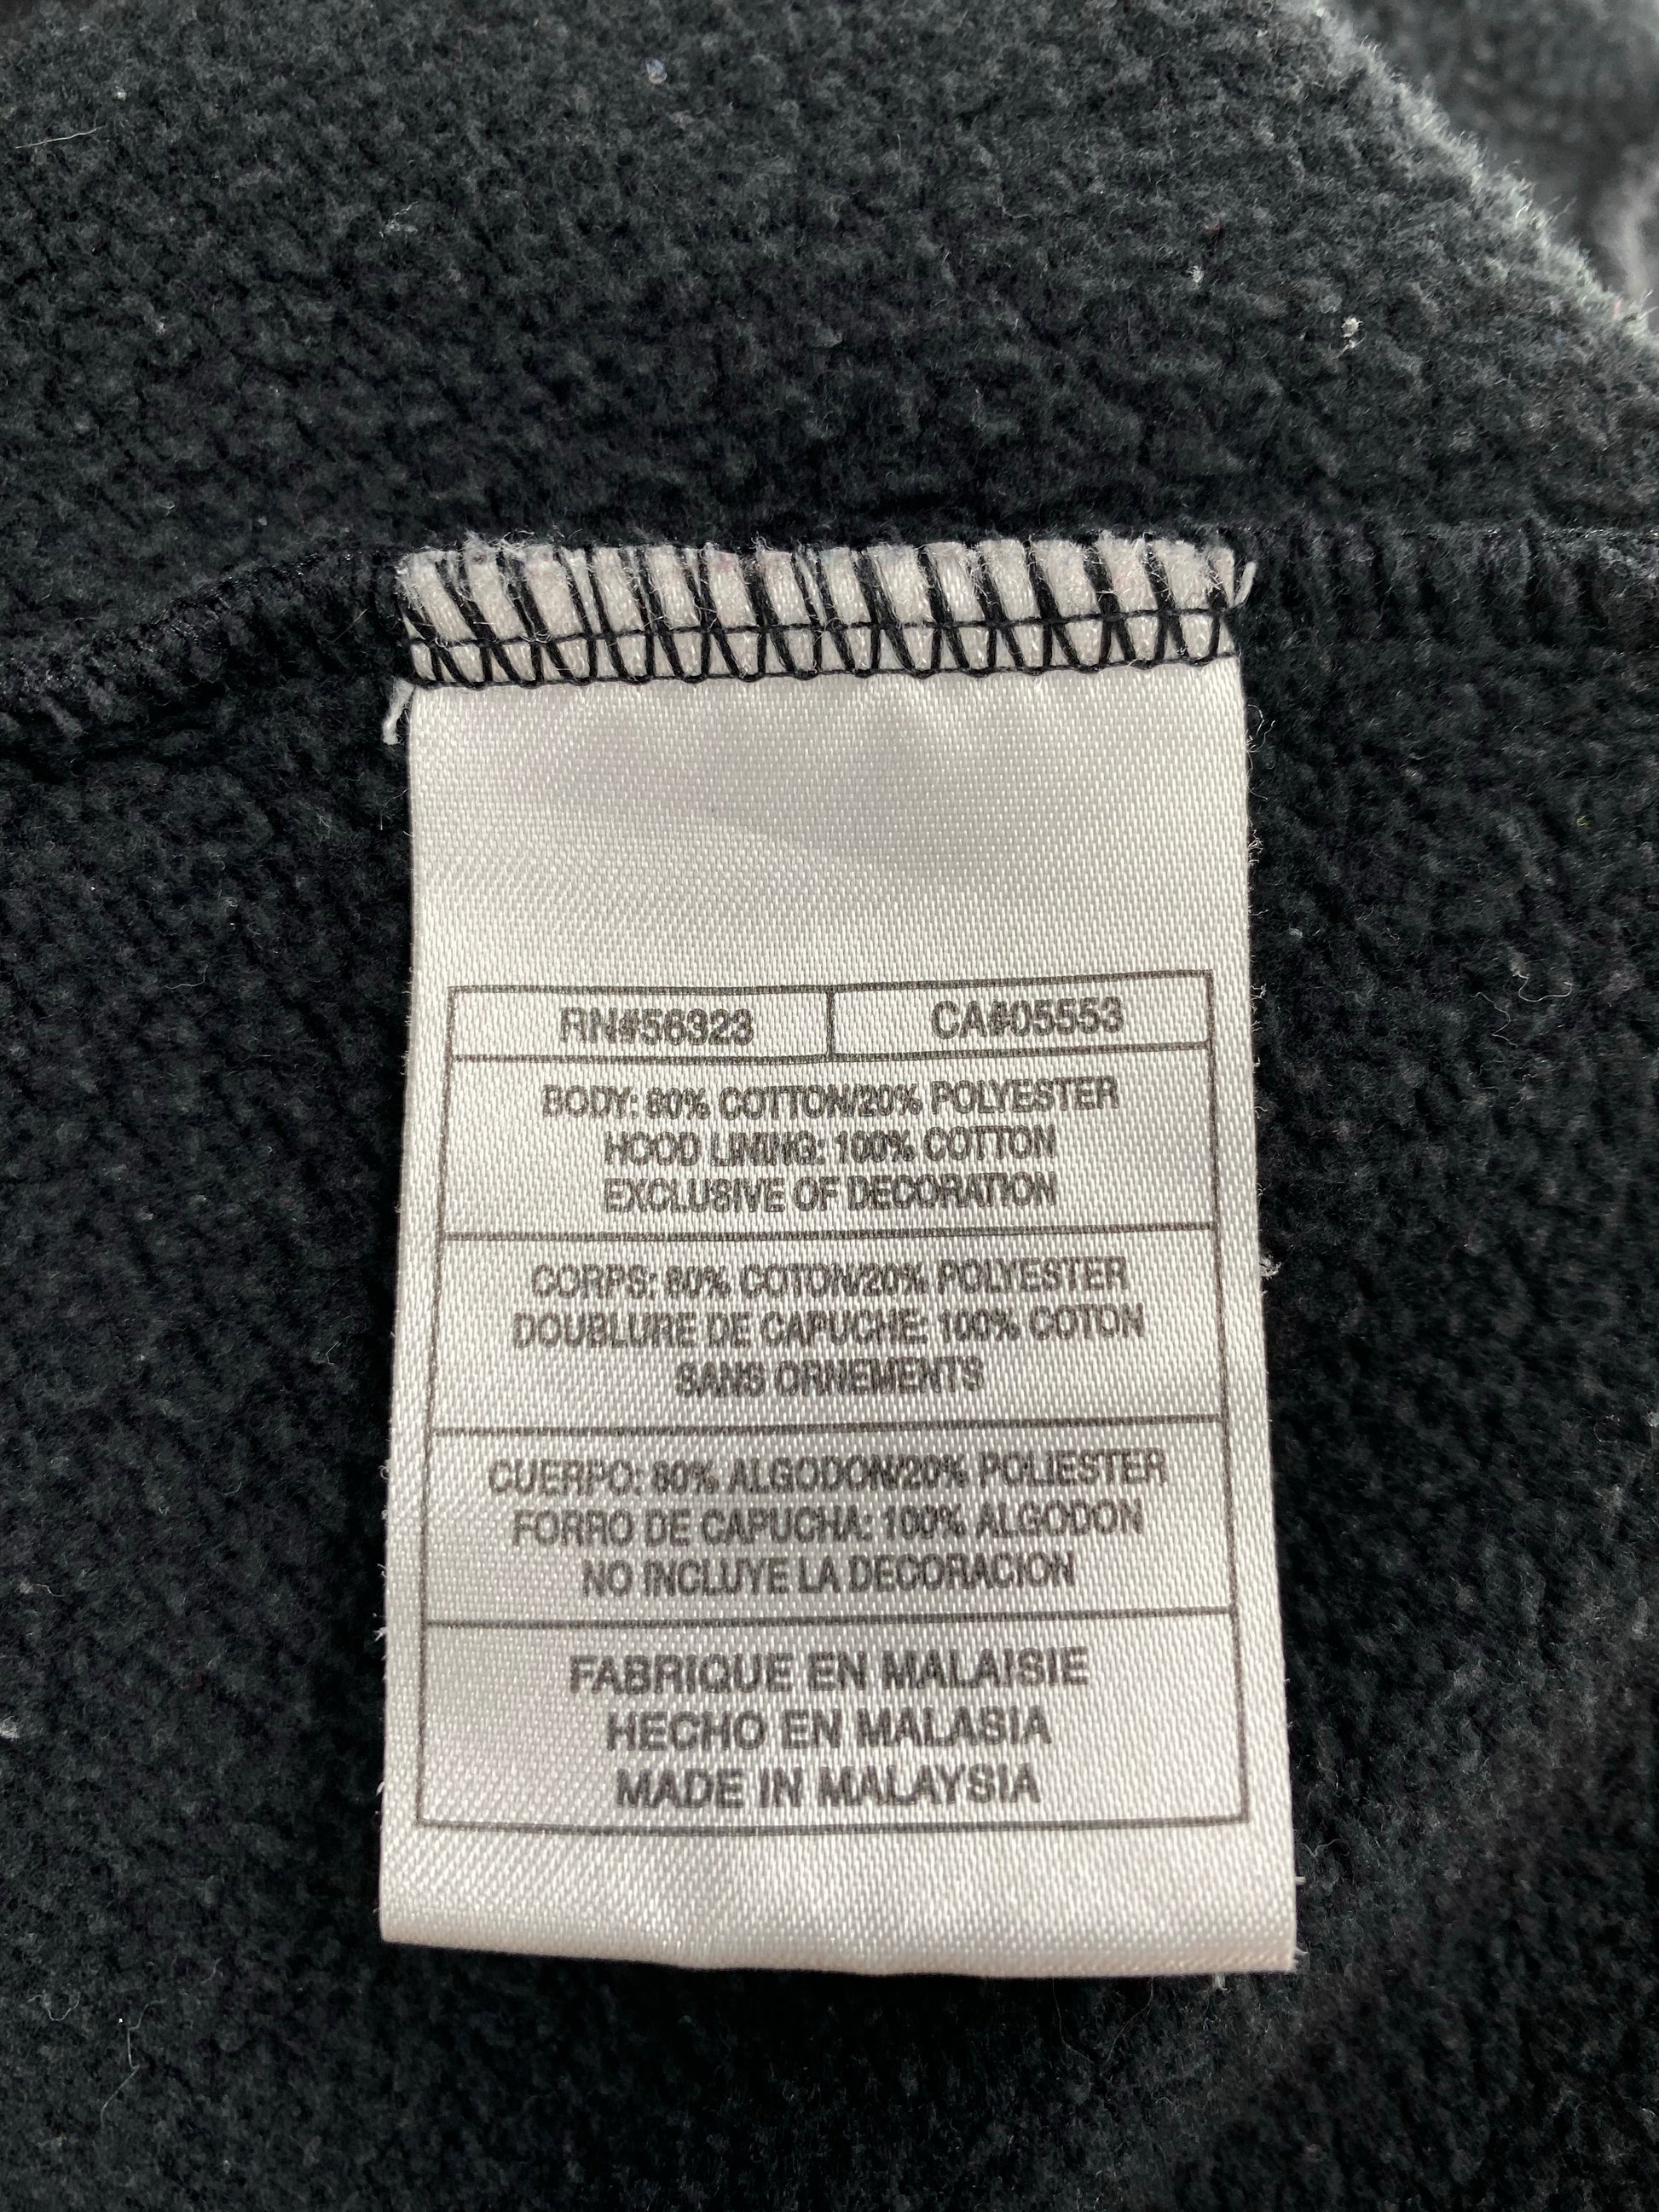 RN#56323 CA#05553
BODY: 80% COTTON/20% POLYESTER
HOOD LINING: 100% COTTON
EXCLUSIVE OF DECORATION
CORPS: 80% COTON/20% POLYESTER
DOUBLURE DE CAPUCHE: 100% COTON
SANS ORNEMENTS
CUERPO: 80% ALGODON/20% POLIESTER
FORRO DE CAPUCHA: 100% ALGODON
NO INCLUYE LA DECORACION
FABRIQUE EN MALAISIE
HECHO EN MALASIA
MADE IN MALAYSIA